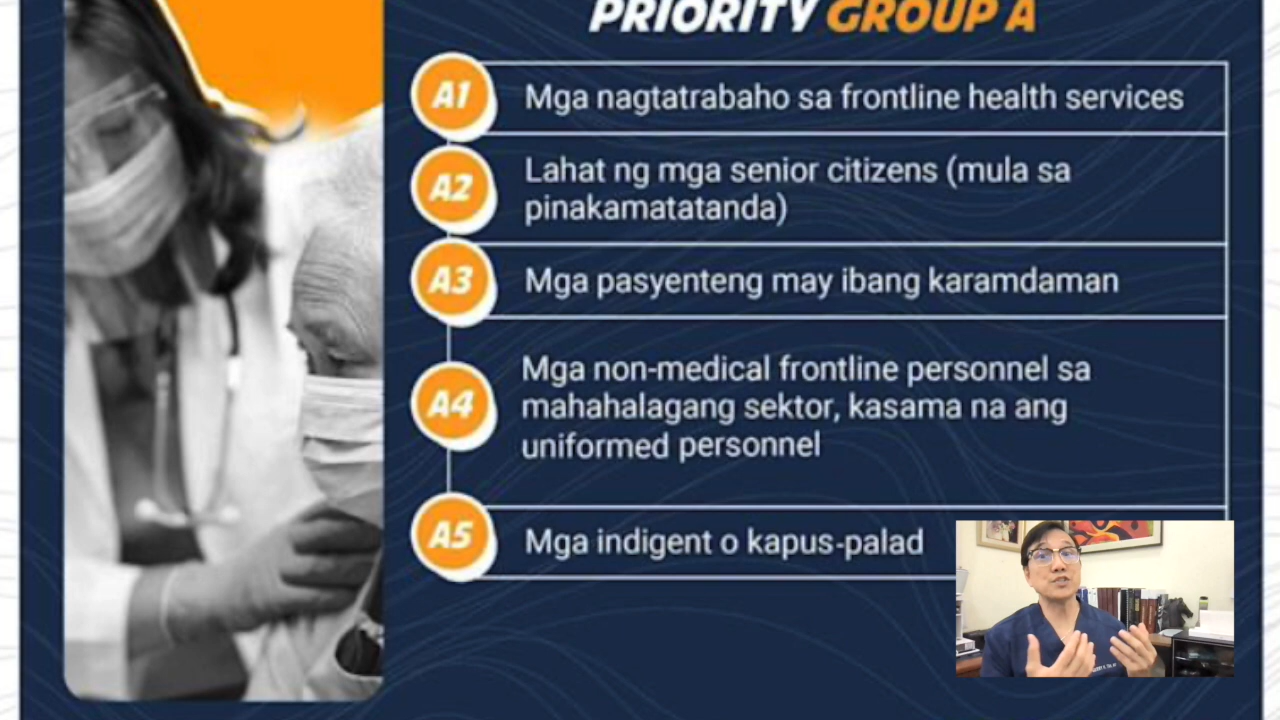 PRIORITY GROUP A
A1
Mga nagtatrabaho sa frontline health services
A2
Lahat ng mga senior citizens (mula sa
pinakamatatanda)
A3
Mga pasyenteng may ibang karamdaman
A4
Mga non-medical frontline personnel sa
mahahalagang sektor, kasama na ang
uniformed personnel
A5
Mga indigent o kapus-palad